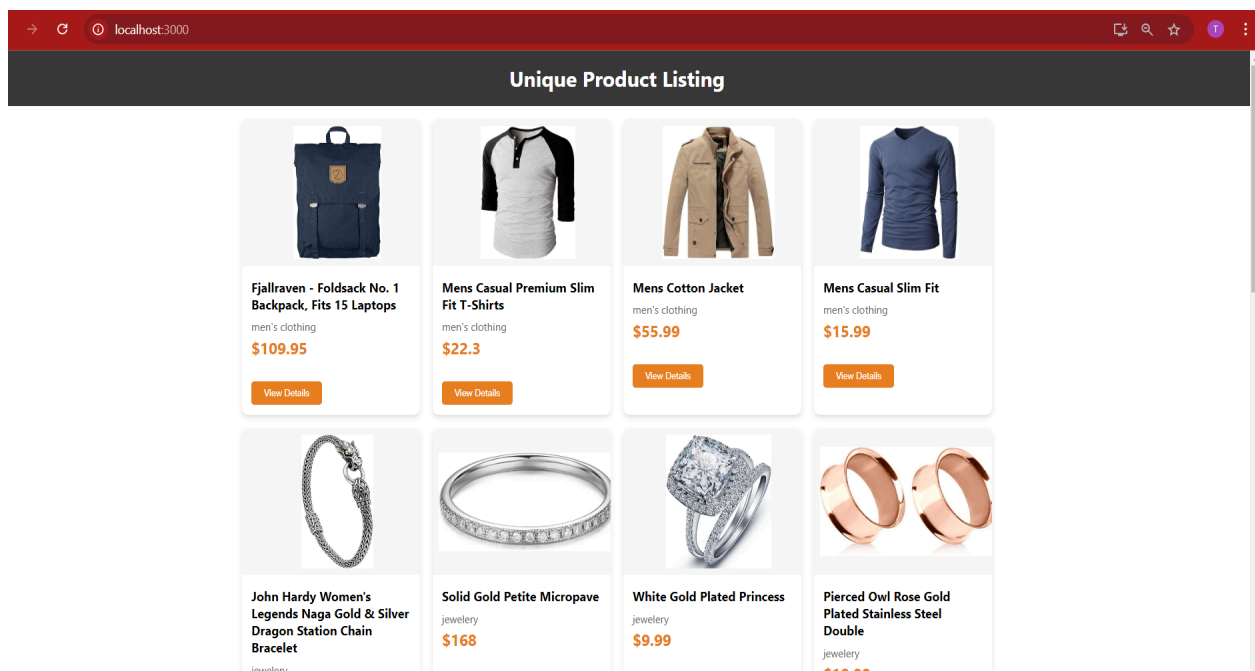 localhost:3000
T
Unique Product Listing
Fjallraven - Foldsack No. 1
Backpack, Fits 15 Laptops
men's clothing
$109.95
View Details
Mens Casual Premium Slim
Fit T-Shirts
men's clothing
$22.3
View Details
Mens Cotton Jacket
men's clothing
$55.99
View Details
Mens Casual Slim Fit
men's clothing
$15.99
View Details
John Hardy Women's
Legends Naga Gold & Silver
Dragon Station Chain
Bracelet
jewelery
Solid Gold Petite Micropave
jewelery
$168
White Gold Plated Princess
jewelery
$9.99
Pierced Owl Rose Gold
Plated Stainless Steel
Double
jewelery